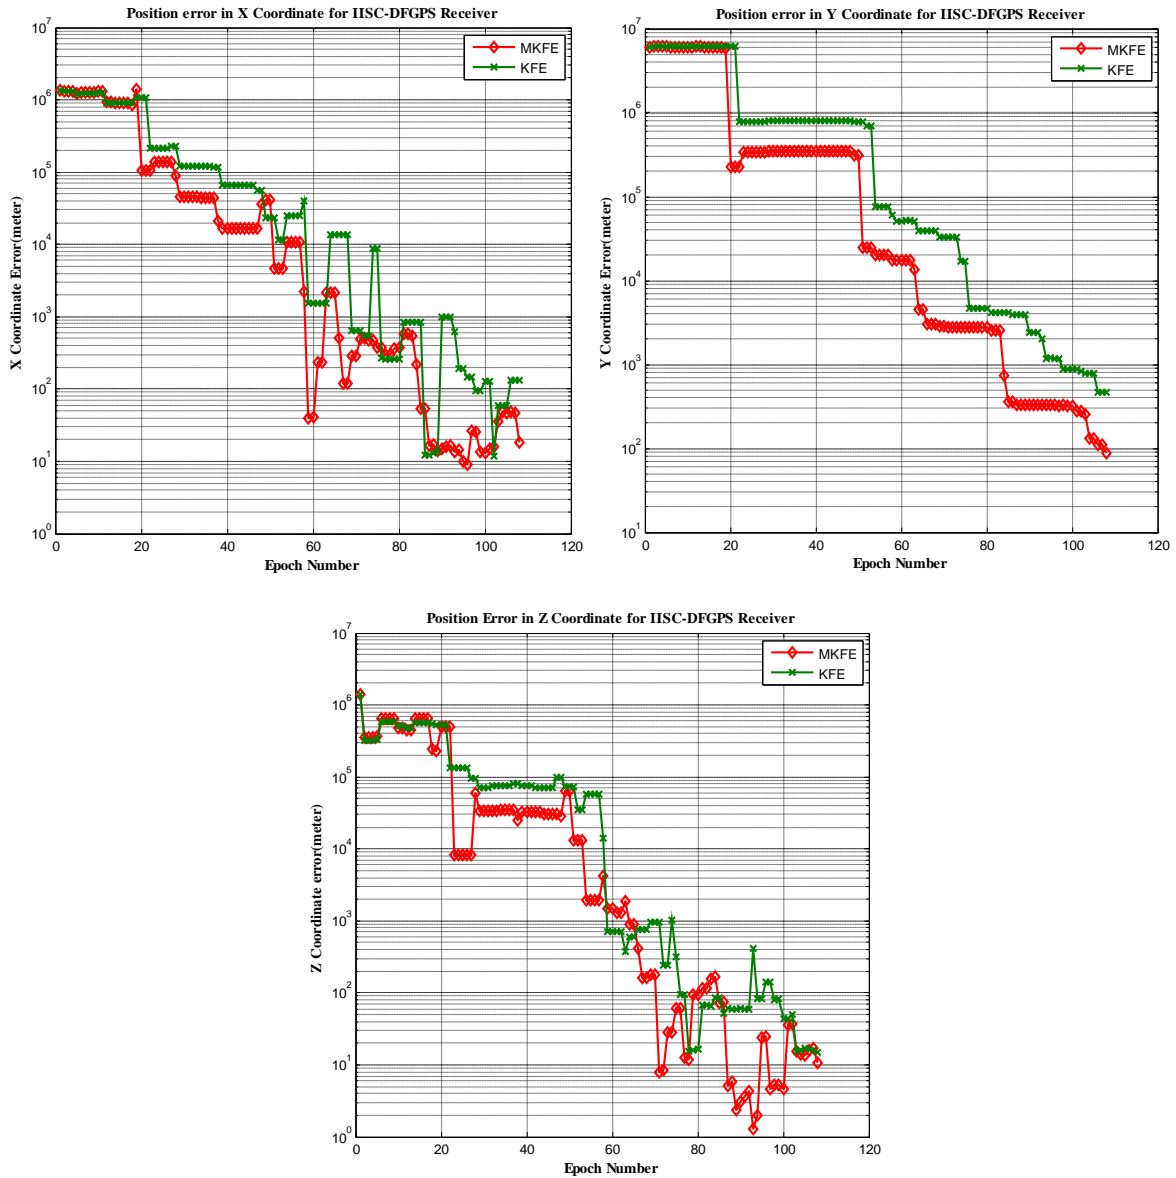 Position error in X Coordinate for IISC-DFGPS Receiver
10^7
10^6
10^5
10^4
10^3
10^2
10^1
10^0
X Coordinate Error(meter)
MKFE
KFE
0 20 40 60 80 100 120
Epoch Number
Position error in Y Coordinate for IISC-DFGPS Receiver
10^7
10^6
10^5
10^4
10^3
10^2
10^1
Y Coordinate Error(meter)
MKFE
KFE
0 20 40 60 80 100 120
Epoch Number
Position Error in Z Coordinate for IISC-DFGPS Receiver
10^7
10^6
10^5
10^4
10^3
10^2
10^1
10^0
Z Coordinate error(meter)
MKFE
KFE
0 20 40 60 80 100 120
Epoch Number